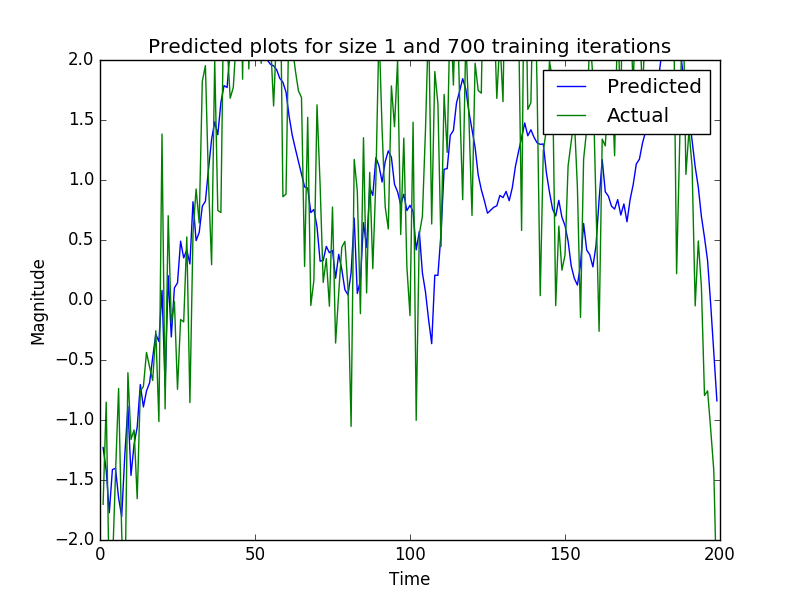 Predicted plots for size 1 and 700 training iterations
Predicted
Actual
2.0
1.5
1.0
0.5
0.0
−0.5
−1.0
−1.5
−2.0
Magnitude
0 50 100 150 200
Time